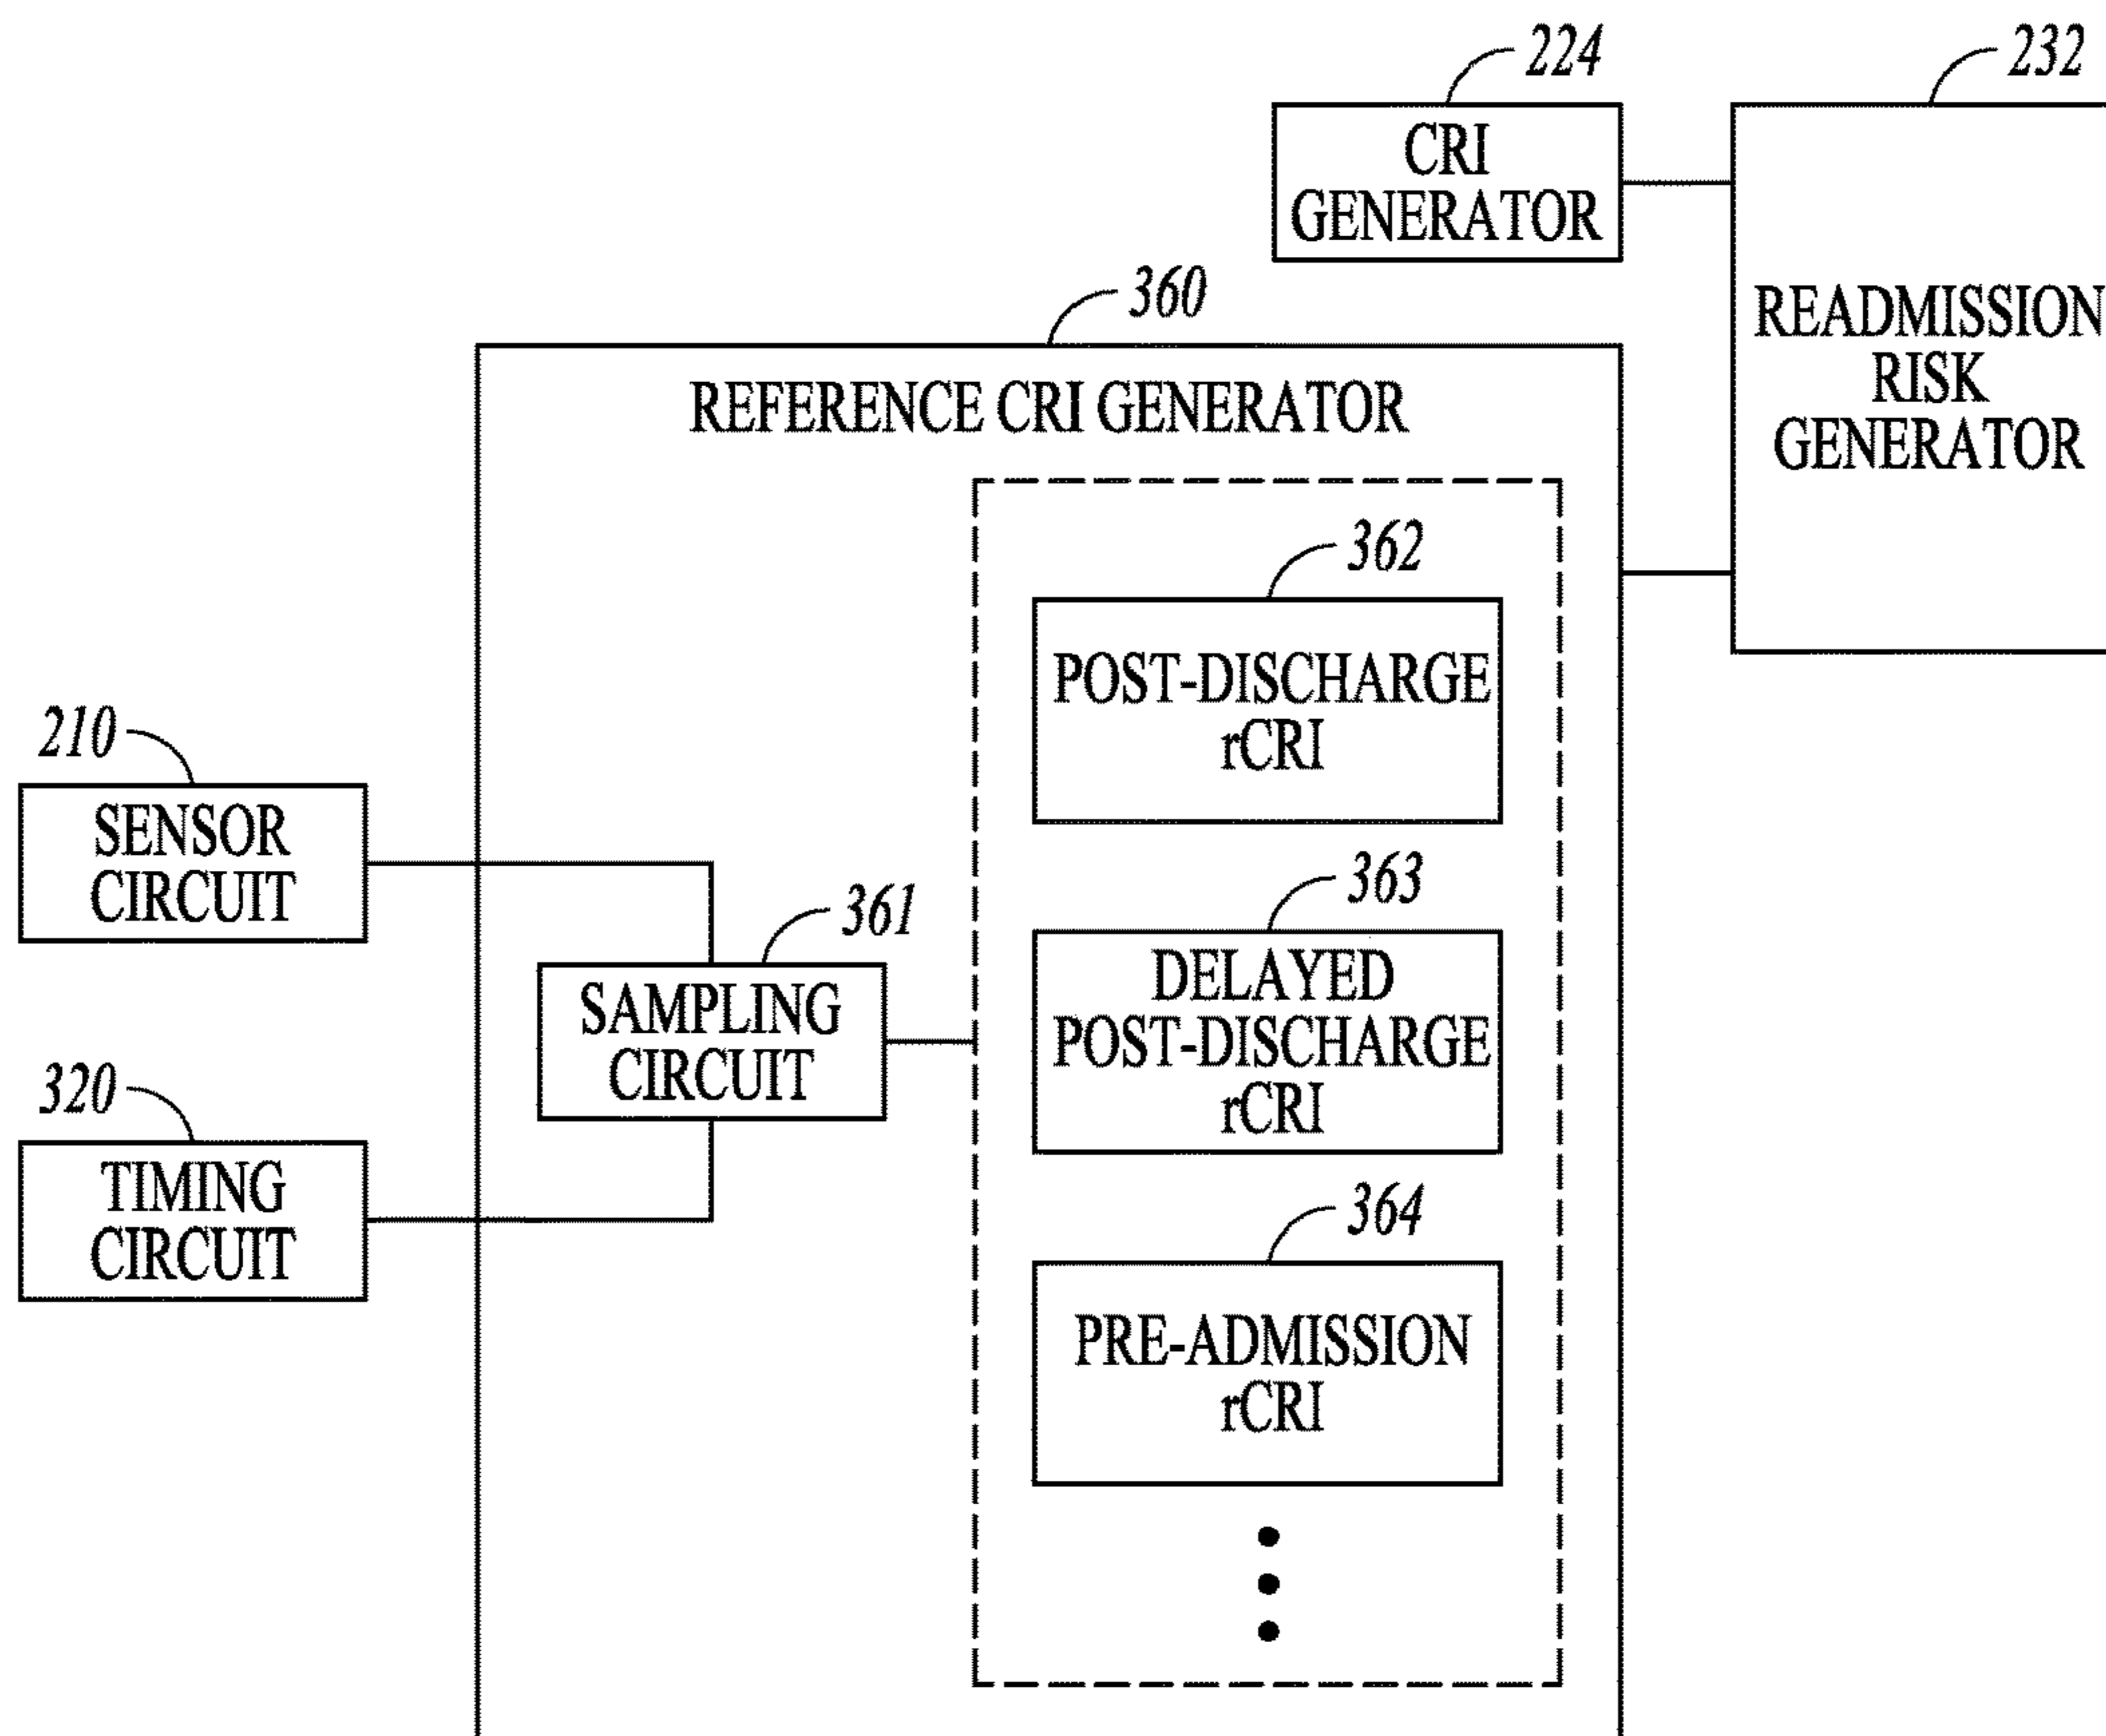 224
232
CRI
GENERATOR
READMISSION
RISK
GENERATOR
360
REFERENCE CRI GENERATOR
362
POST-DISCHARGE
rCRI
210
SENSOR
CIRCUIT
361
SAMPLING
CIRCUIT
363
DELAYED
POST-DISCHARGE
rCRI
320
TIMING
CIRCUIT
364
PRE-ADMISSION
rCRI